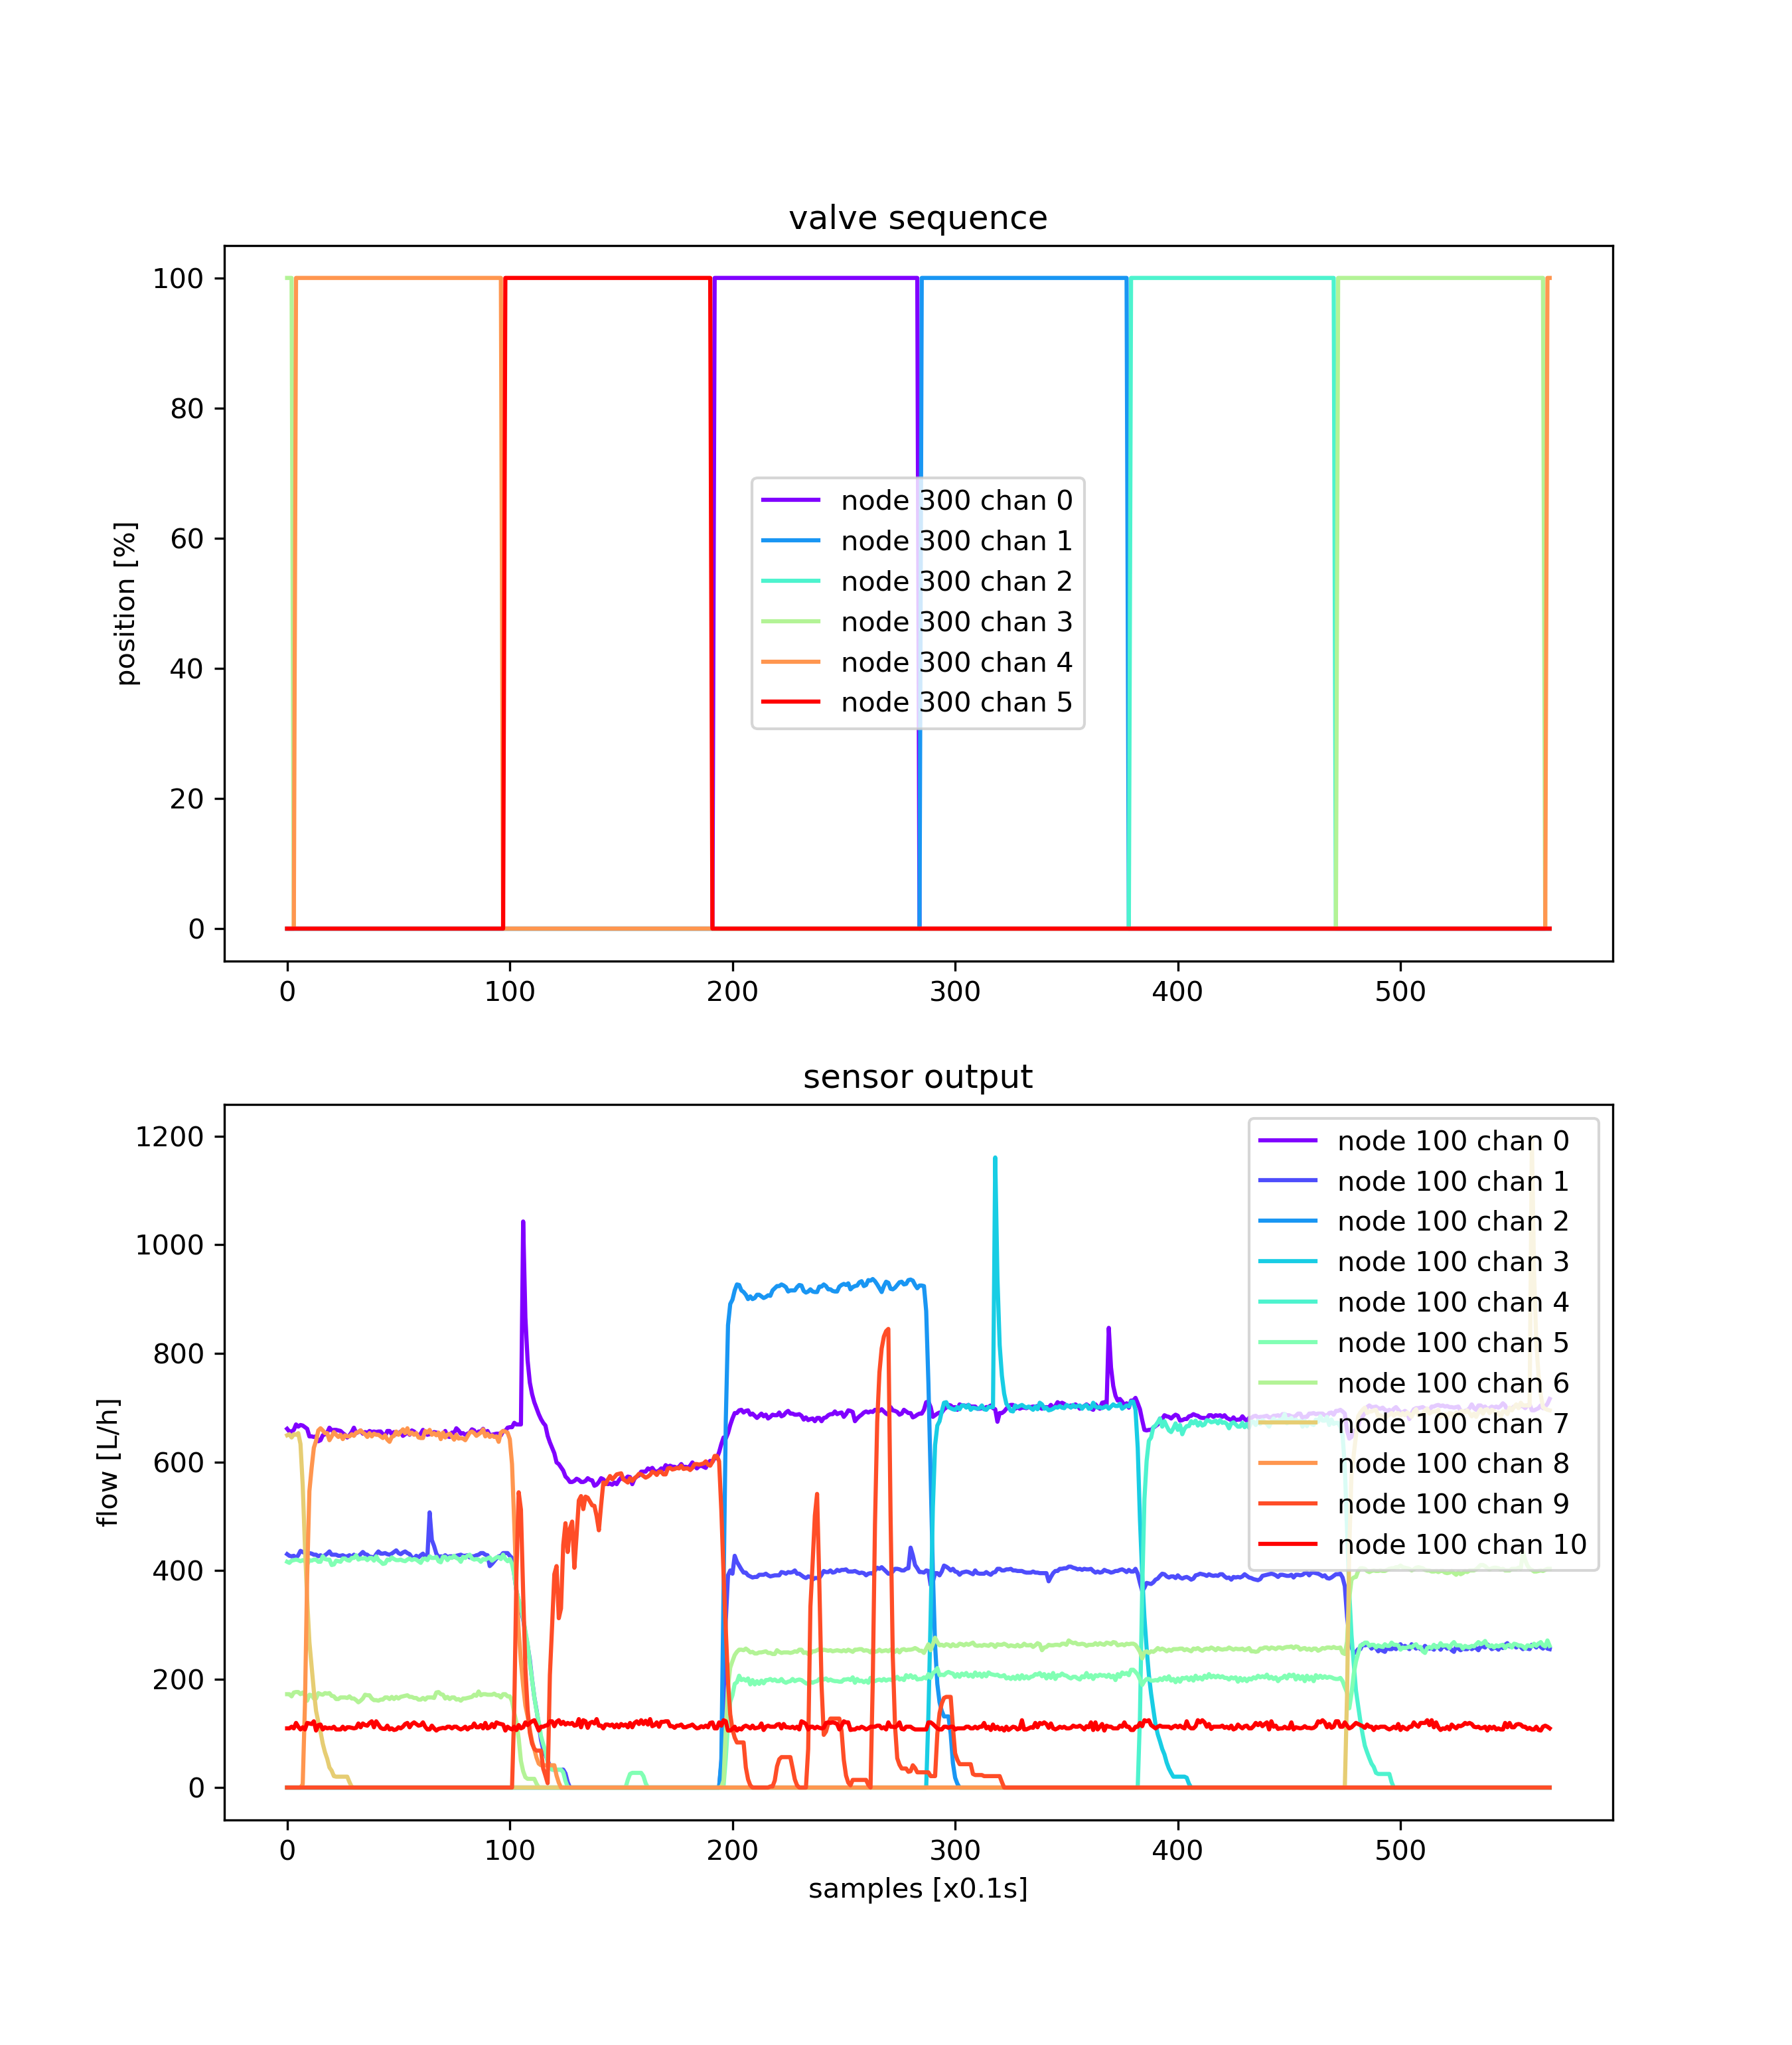 valve sequence
position [%]
100
80
60
40
20
0
node 300 chan 0
node 300 chan 1
node 300 chan 2
node 300 chan 3
node 300 chan 4
node 300 chan 5
0 100 200 300 400 500
sensor output
flow [L/h]
1200
1000
800
600
400
200
0
node 100 chan 0
node 100 chan 1
node 100 chan 2
node 100 chan 3
node 100 chan 4
node 100 chan 5
node 100 chan 6
node 100 chan 7
node 100 chan 8
node 100 chan 9
node 100 chan 10
0 100 200 300 400 500
samples [x0.1s]